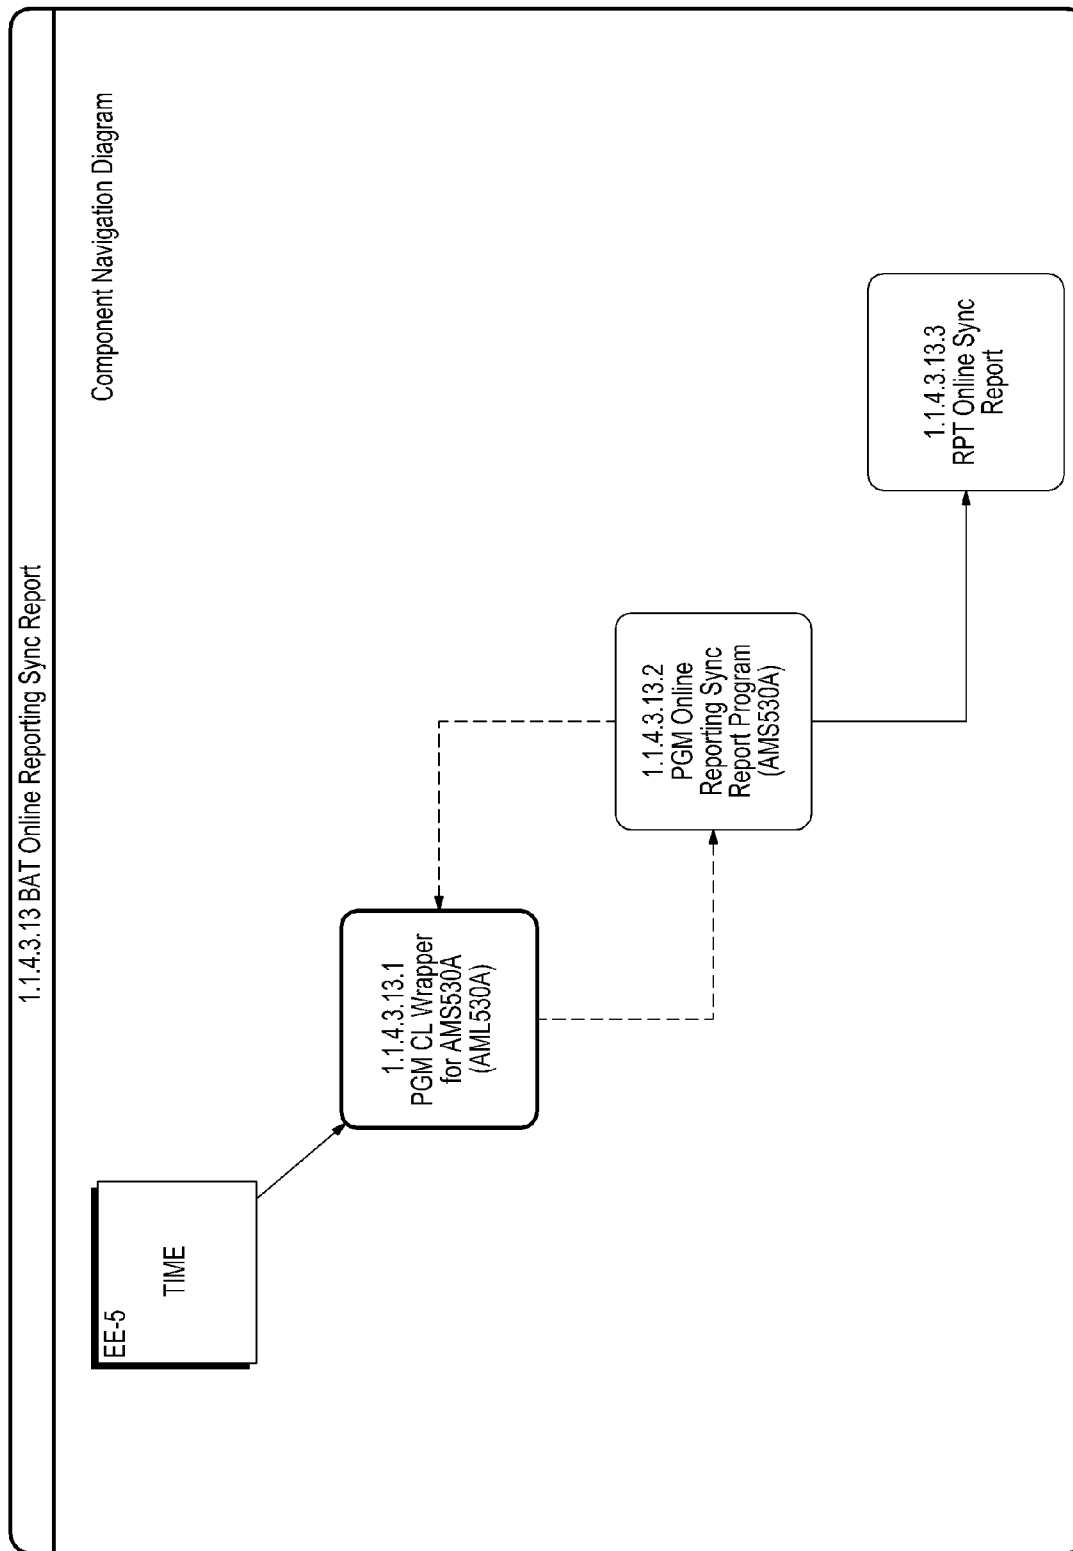 1.1.4.3.13 BAT Online Reporting Sync Report
Component Navigation Diagram
EE-5
TIME
1.1.4.3.13.1
PGM CL Wrapper
for AMS530A
(AML530A)
1.1.4.3.13.2
PGM Online
Reporting Sync
Report Program
(AMS530A)
1.1.4.3.13.3
RPT Online Sync
Report